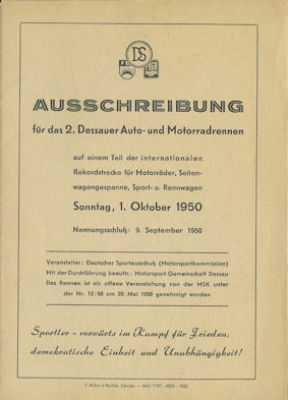 DS
AUSSCHREIBUNG
für das 2. Dessauer Auto- und Motorradrennen
auf einem Teil der internationalen
Rekordstrecke für Motorräder, Seiten-
wagengespanne, Sport- u. Rennwagen
Sonntag, 1. Oktober 1950
Nennungsschluß: 9. September 1950
Veranstalter: Deutscher Sportausschuß (Motorsportkommission)
Mit der Durchführung beauftr.: Motorsport-Gemeinschaft Dessau
Das Rennen ist als offene Veranstaltung von der MSK unter
der Nr. 12/50 am 20. Mai 1950 genehmigt worden
Sportler - vorwärts im Kampf für Frieden,
demokratische Einheit und Unabhängigkeit!